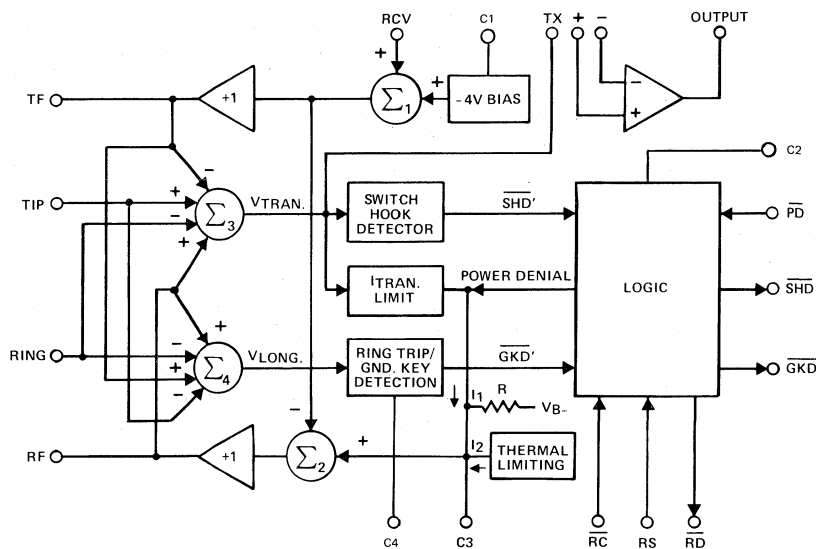 RCV
C1
TX
+
−
OUTPUT
+
+
TF
+1
Σ1
−4V BIAS
−
+
C2
−
TIP
+
−
+
Σ3
VTRAN.
SWITCH
HOOK
DETECTOR
SHD'
PD
ITRAN.
LIMIT
POWER DENIAL
LOGIC
SHD
RING
+
−
+
−
Σ4
VLONG.
RING TRIP/
GND. KEY
DETECTION
GKD'
GKD
I1
R
VB-
−
+
I2
RF
+1
Σ2
THERMAL
LIMITING
C4
C3
RC
RS
RD